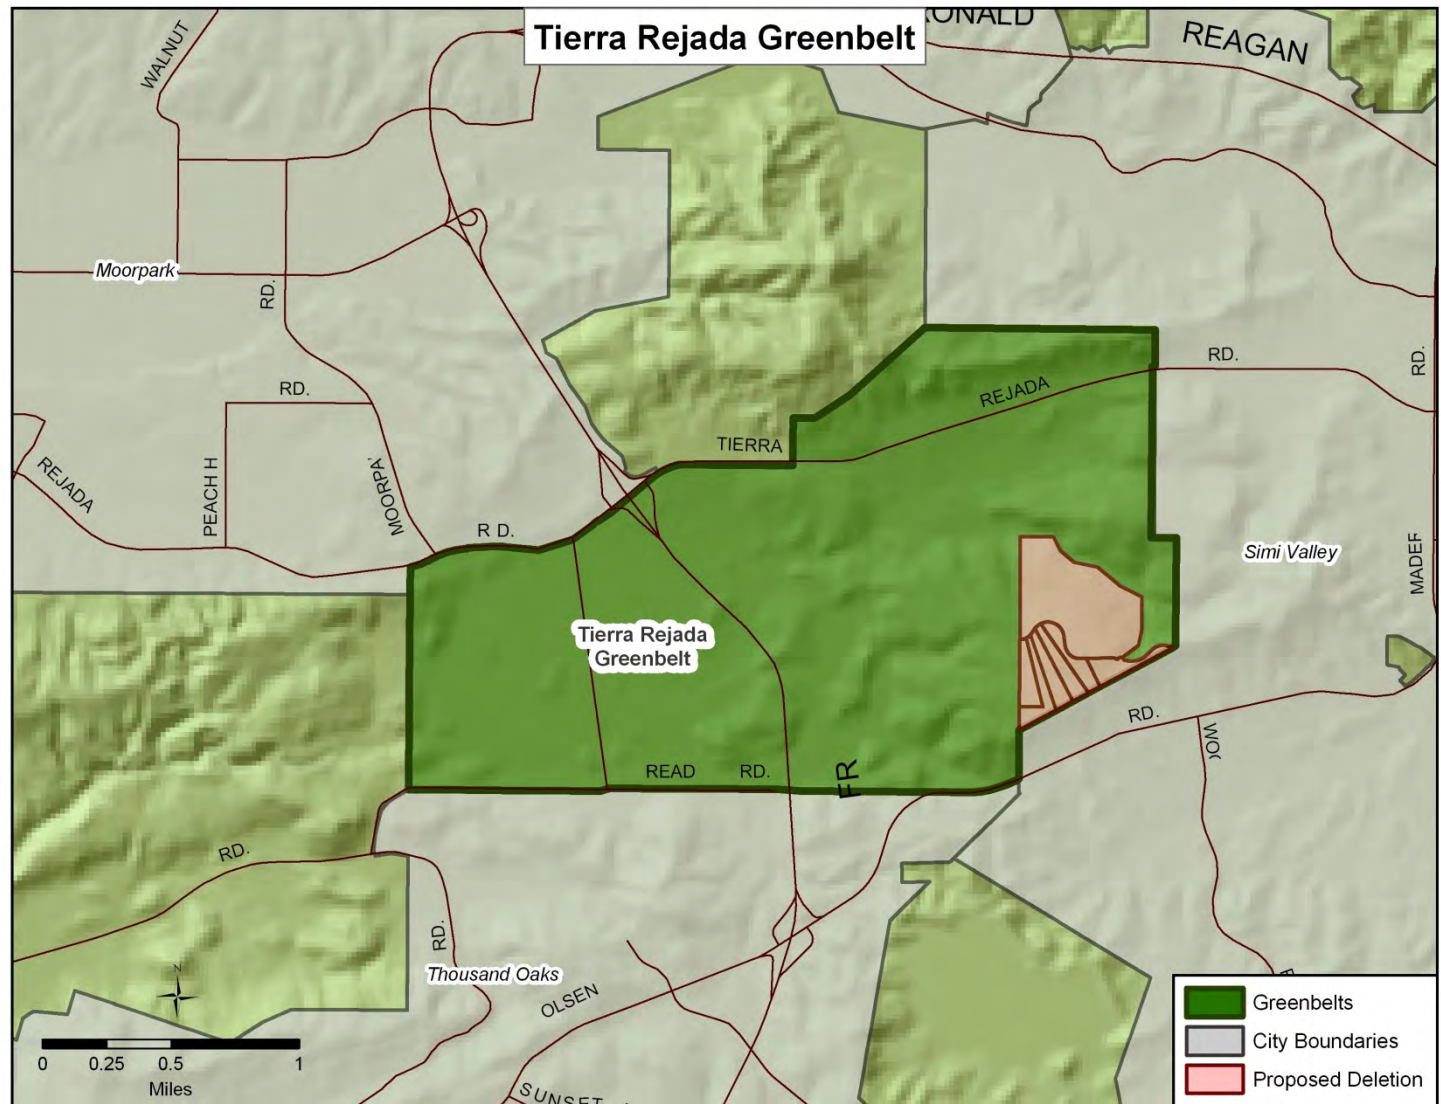 Tierra Rejada Greenbelt
RONALD
REAGAN
WALNUT
Moorpark
RD.
RD.
RD.
RD.
REJADA
TIERRA
REJADA
PEACH H
MOORPA
R D.
Simi Valley
MADEF
Tierra Rejada
Greenbelt
RD.
WOO
READ RD.
FR
RD.
RD.
Thousand Oaks
OLSEN
SUNSET
N
0 0.25 0.5 1
Miles
Greenbelts
City Boundaries
Proposed Deletion